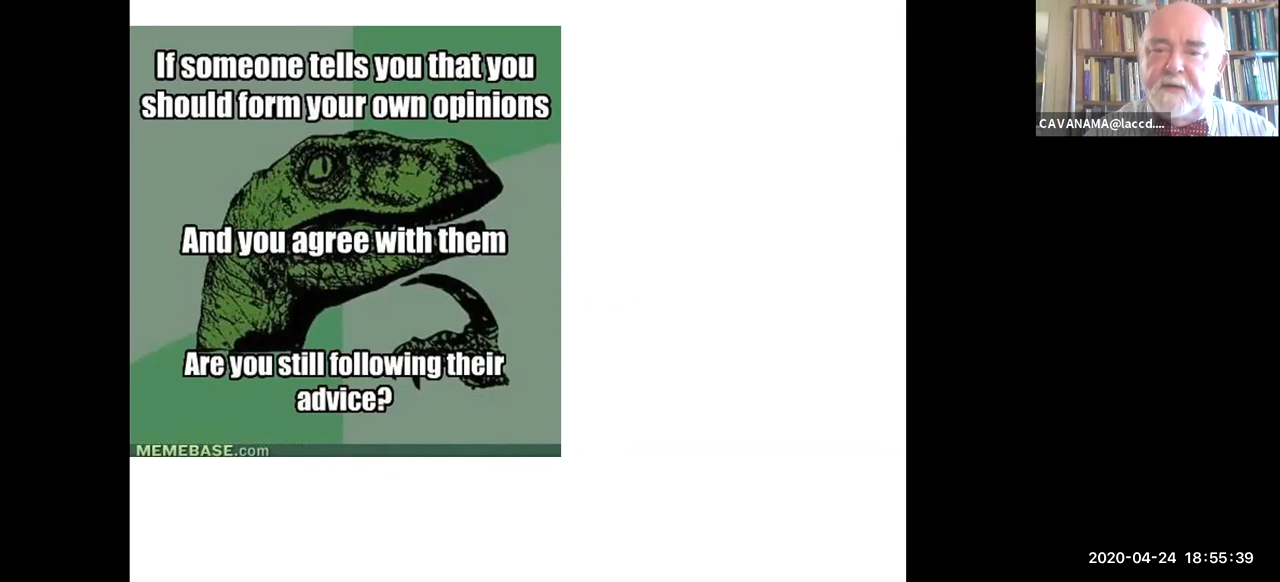 If someone tells you that you
should form your own opinions
And you agree with them
Are you still following their
advice?
MEMEBASE.com
CAVANAMA@laccd....
2020-04-24 18:55:39